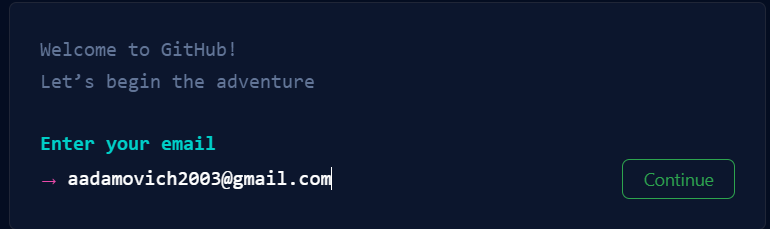 Welcome to GitHub!
Let’s begin the adventure
Enter your email
→ aadamovich2003@gmail.com
Continue